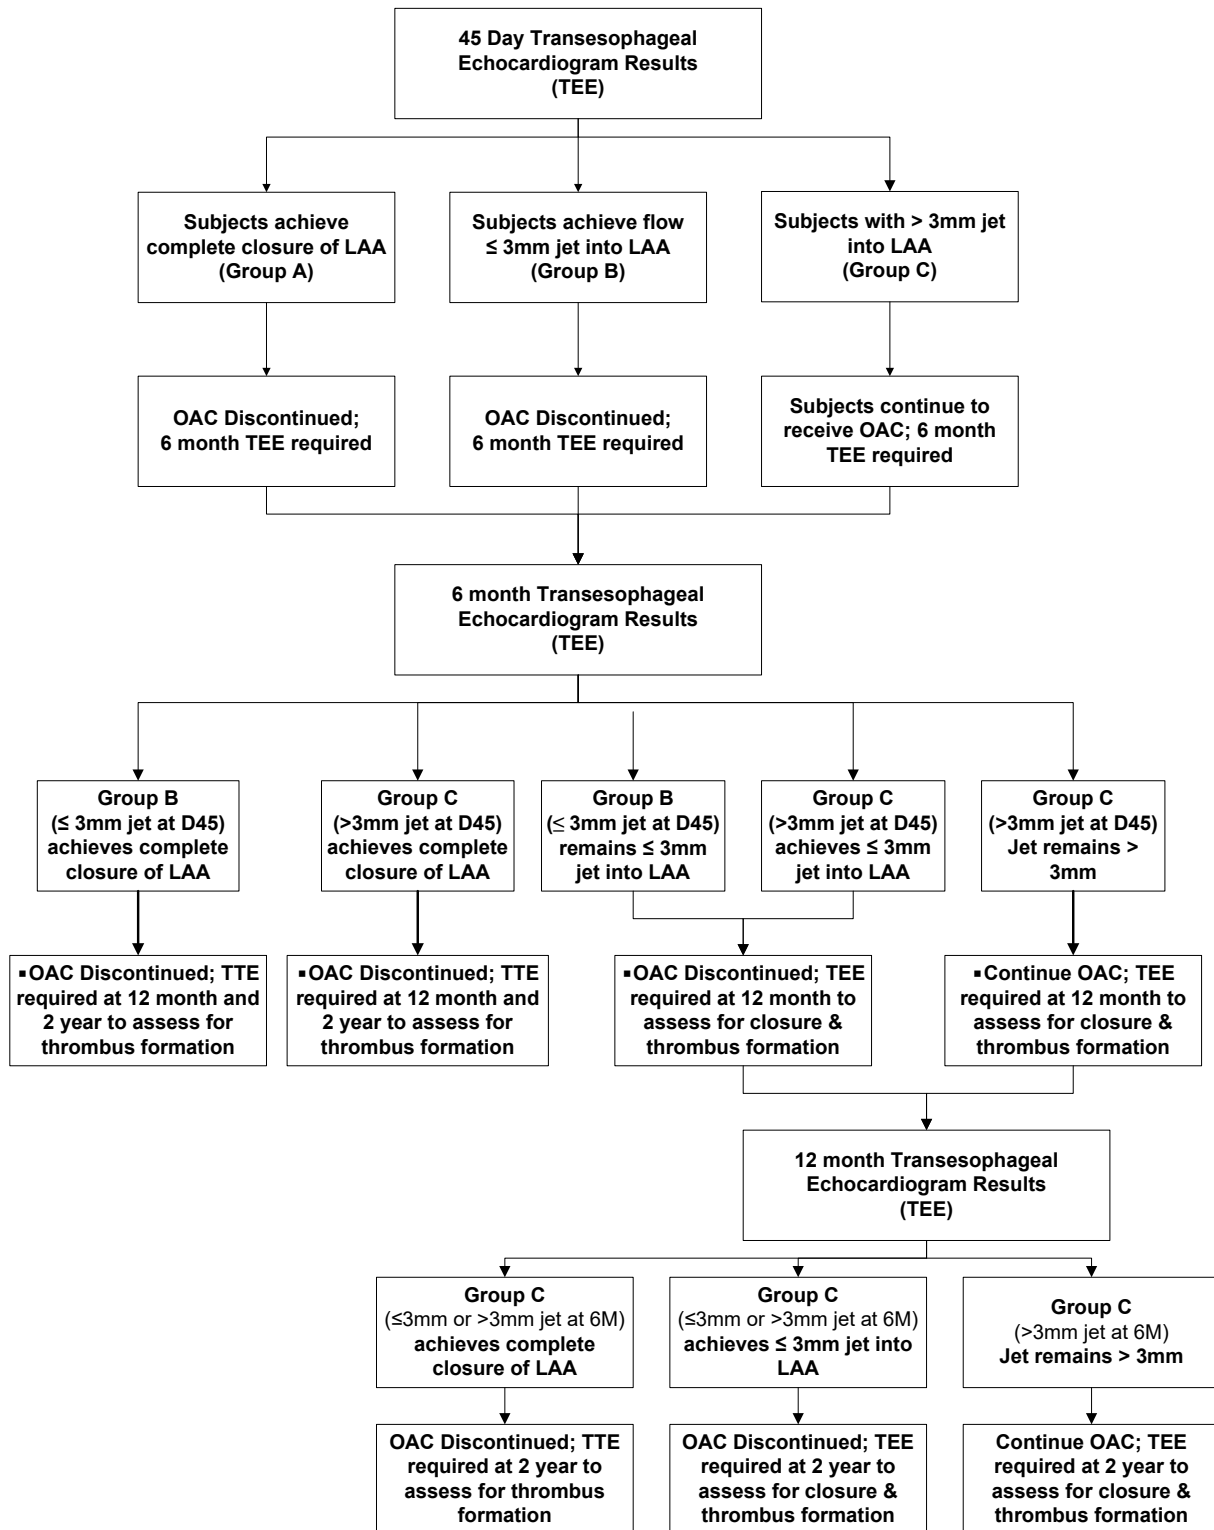 45 Day Transesophageal
Echocardiogram Results
(TEE)
Subjects achieve
complete closure of LAA
(Group A)
Subjects achieve flow
≤ 3mm jet into LAA
(Group B)
Subjects with > 3mm jet
into LAA
(Group C)
OAC Discontinued;
6 month TEE required
OAC Discontinued;
6 month TEE required
Subjects continue to
receive OAC; 6 month
TEE required
6 month Transesophageal
Echocardiogram Results
(TEE)
Group B
(≤ 3mm jet at D45)
achieves complete
closure of LAA
Group C
(>3mm jet at D45)
achieves complete
closure of LAA
Group B
(≤ 3mm jet at D45)
remains ≤ 3mm
jet into LAA
Group C
(>3mm jet at D45)
achieves ≤ 3mm
jet into LAA
Group C
(>3mm jet at D45)
Jet remains >
3mm
▪OAC Discontinued; TTE
required at 12 month and
2 year to assess for
thrombus formation
▪OAC Discontinued; TTE
required at 12 month and
2 year to assess for
thrombus formation
▪OAC Discontinued; TEE
required at 12 month to
assess for closure &
thrombus formation
▪Continue OAC; TEE
required at 12 month to
assess for closure &
thrombus formation
12 month Transesophageal
Echocardiogram Results
(TEE)
Group C
(≤3mm or >3mm jet at 6M)
achieves complete
closure of LAA
Group C
(≤3mm or >3mm jet at 6M)
achieves ≤ 3mm jet into
LAA
Group C
(>3mm jet at 6M)
Jet remains > 3mm
OAC Discontinued; TTE
required at 2 year to
assess for thrombus
formation
OAC Discontinued; TEE
required at 2 year to
assess for closure &
thrombus formation
Continue OAC; TEE
required at 2 year to
assess for closure &
thrombus formation